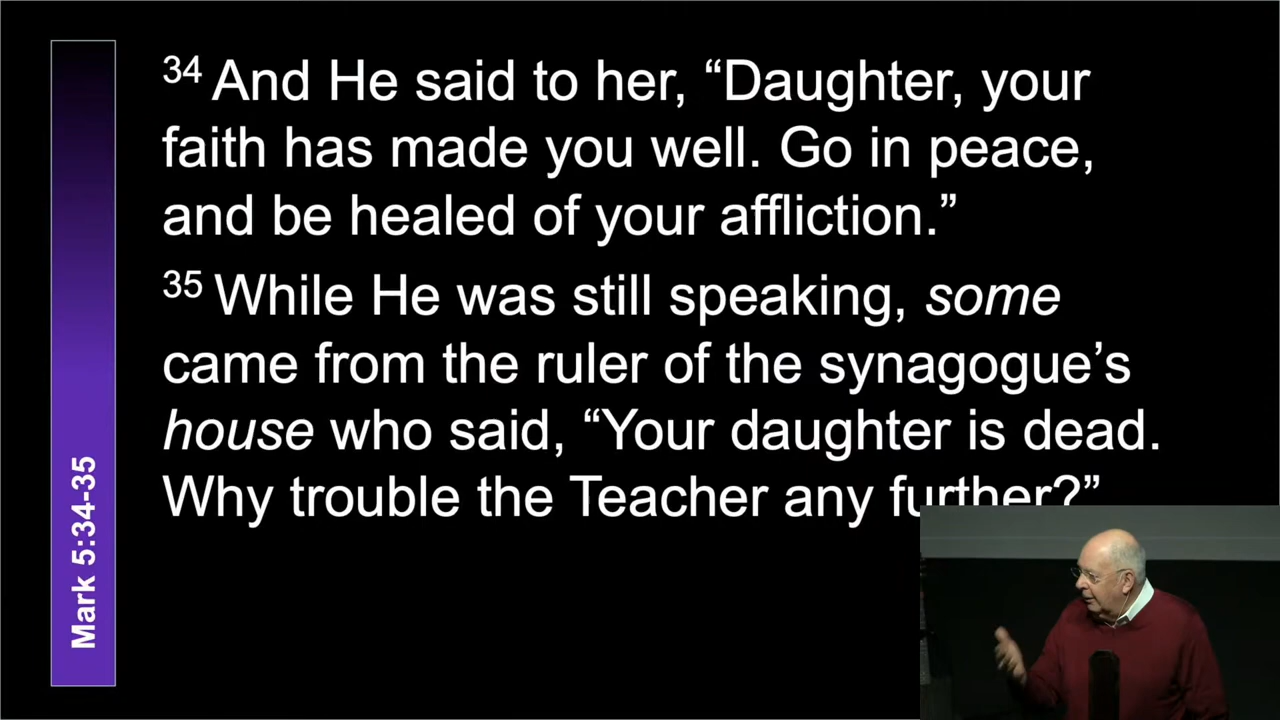 34 And He said to her, “Daughter, your
faith has made you well. Go in peace,
and be healed of your affliction.”
35 While He was still speaking, some
came from the ruler of the synagogue’s
house who said, “Your daughter is dead.
Why trouble the Teacher any further?”
Mark 5:34-35